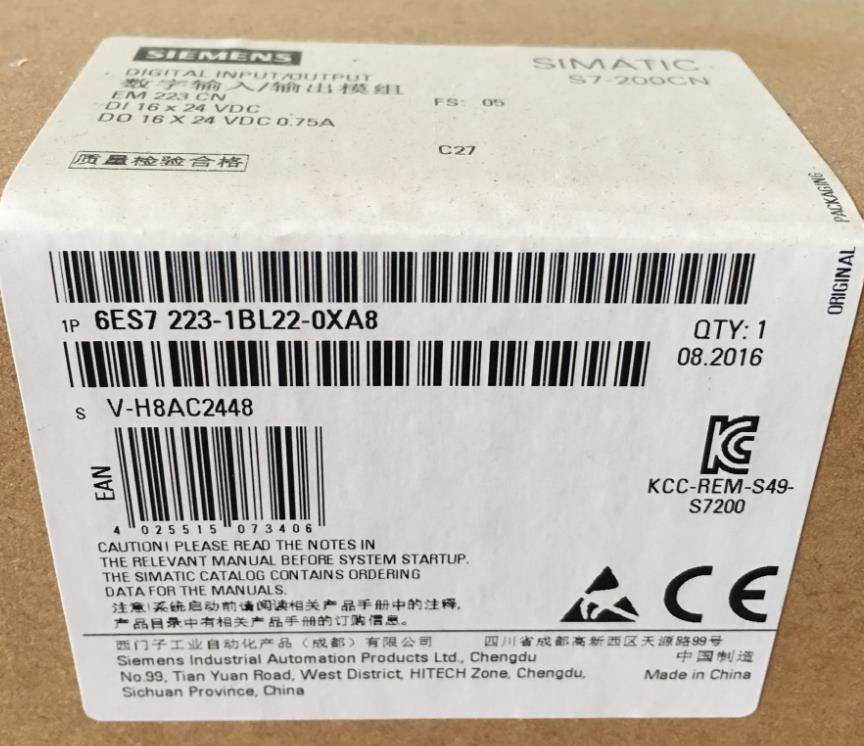 SIEMENS
SIMATIC
S7-200CN
DIGITAL INPUT/OUTPUT
数字输入/输出模组
EM 223 CN
FS: 05
DI 16 x 24 VDC
DO 16 X 24 VDC 0.75A
C27
质量检验合格
ORIGINAL PACKAGING
1P 6ES7 223-1BL22-0XA8
QTY: 1
08.2016
S V-H8AC2448
EAN
4 025515 073406
KCC-REM-S49-
S7200
CAUTION! PLEASE READ THE NOTES IN
THE RELEVANT MANUAL BEFORE SYSTEM STARTUP.
THE SIMATIC CATALOG CONTAINS ORDERING
DATA FOR THE MANUALS.
注意!系统启动前请阅读相关产品手册中的注释,
产品目录中有相关产品手册的订购信息。
CE
西门子工业自动化产品(成都)有限公司 四川省成都高新西区天源路99号
Siemens Industrial Automation Products Ltd., Chengdu 中国制造
No.99, Tian Yuan Road, West District, HITECH Zone, Chengdu, Made in China
Sichuan Province, China